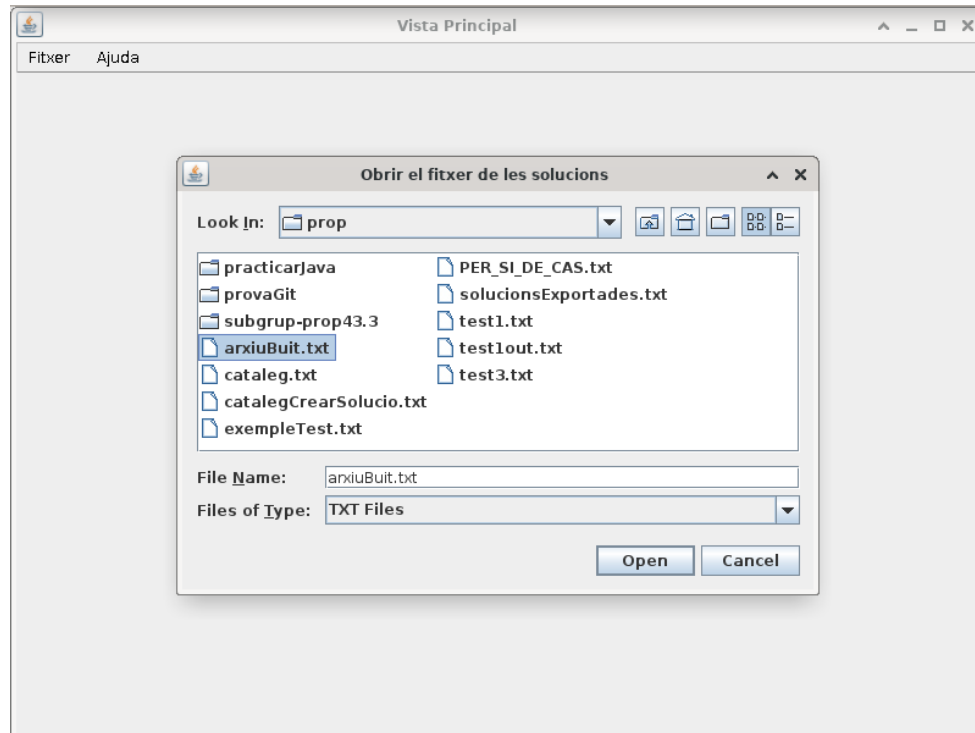 Vista Principal
Fitxer Ajuda
Obrir el fitxer de les solucions
Look In: prop
practicarJava
provaGit
subgrup-prop43.3
arxiuBuit.txt
cataleg.txt
catalegCrearSolucio.txt
exempleTest.txt
PER_SI_DE_CAS.txt
solucionsExportades.txt
test1.txt
test1out.txt
test3.txt
File Name: arxiuBuit.txt
Files of Type: TXT Files
Open Cancel